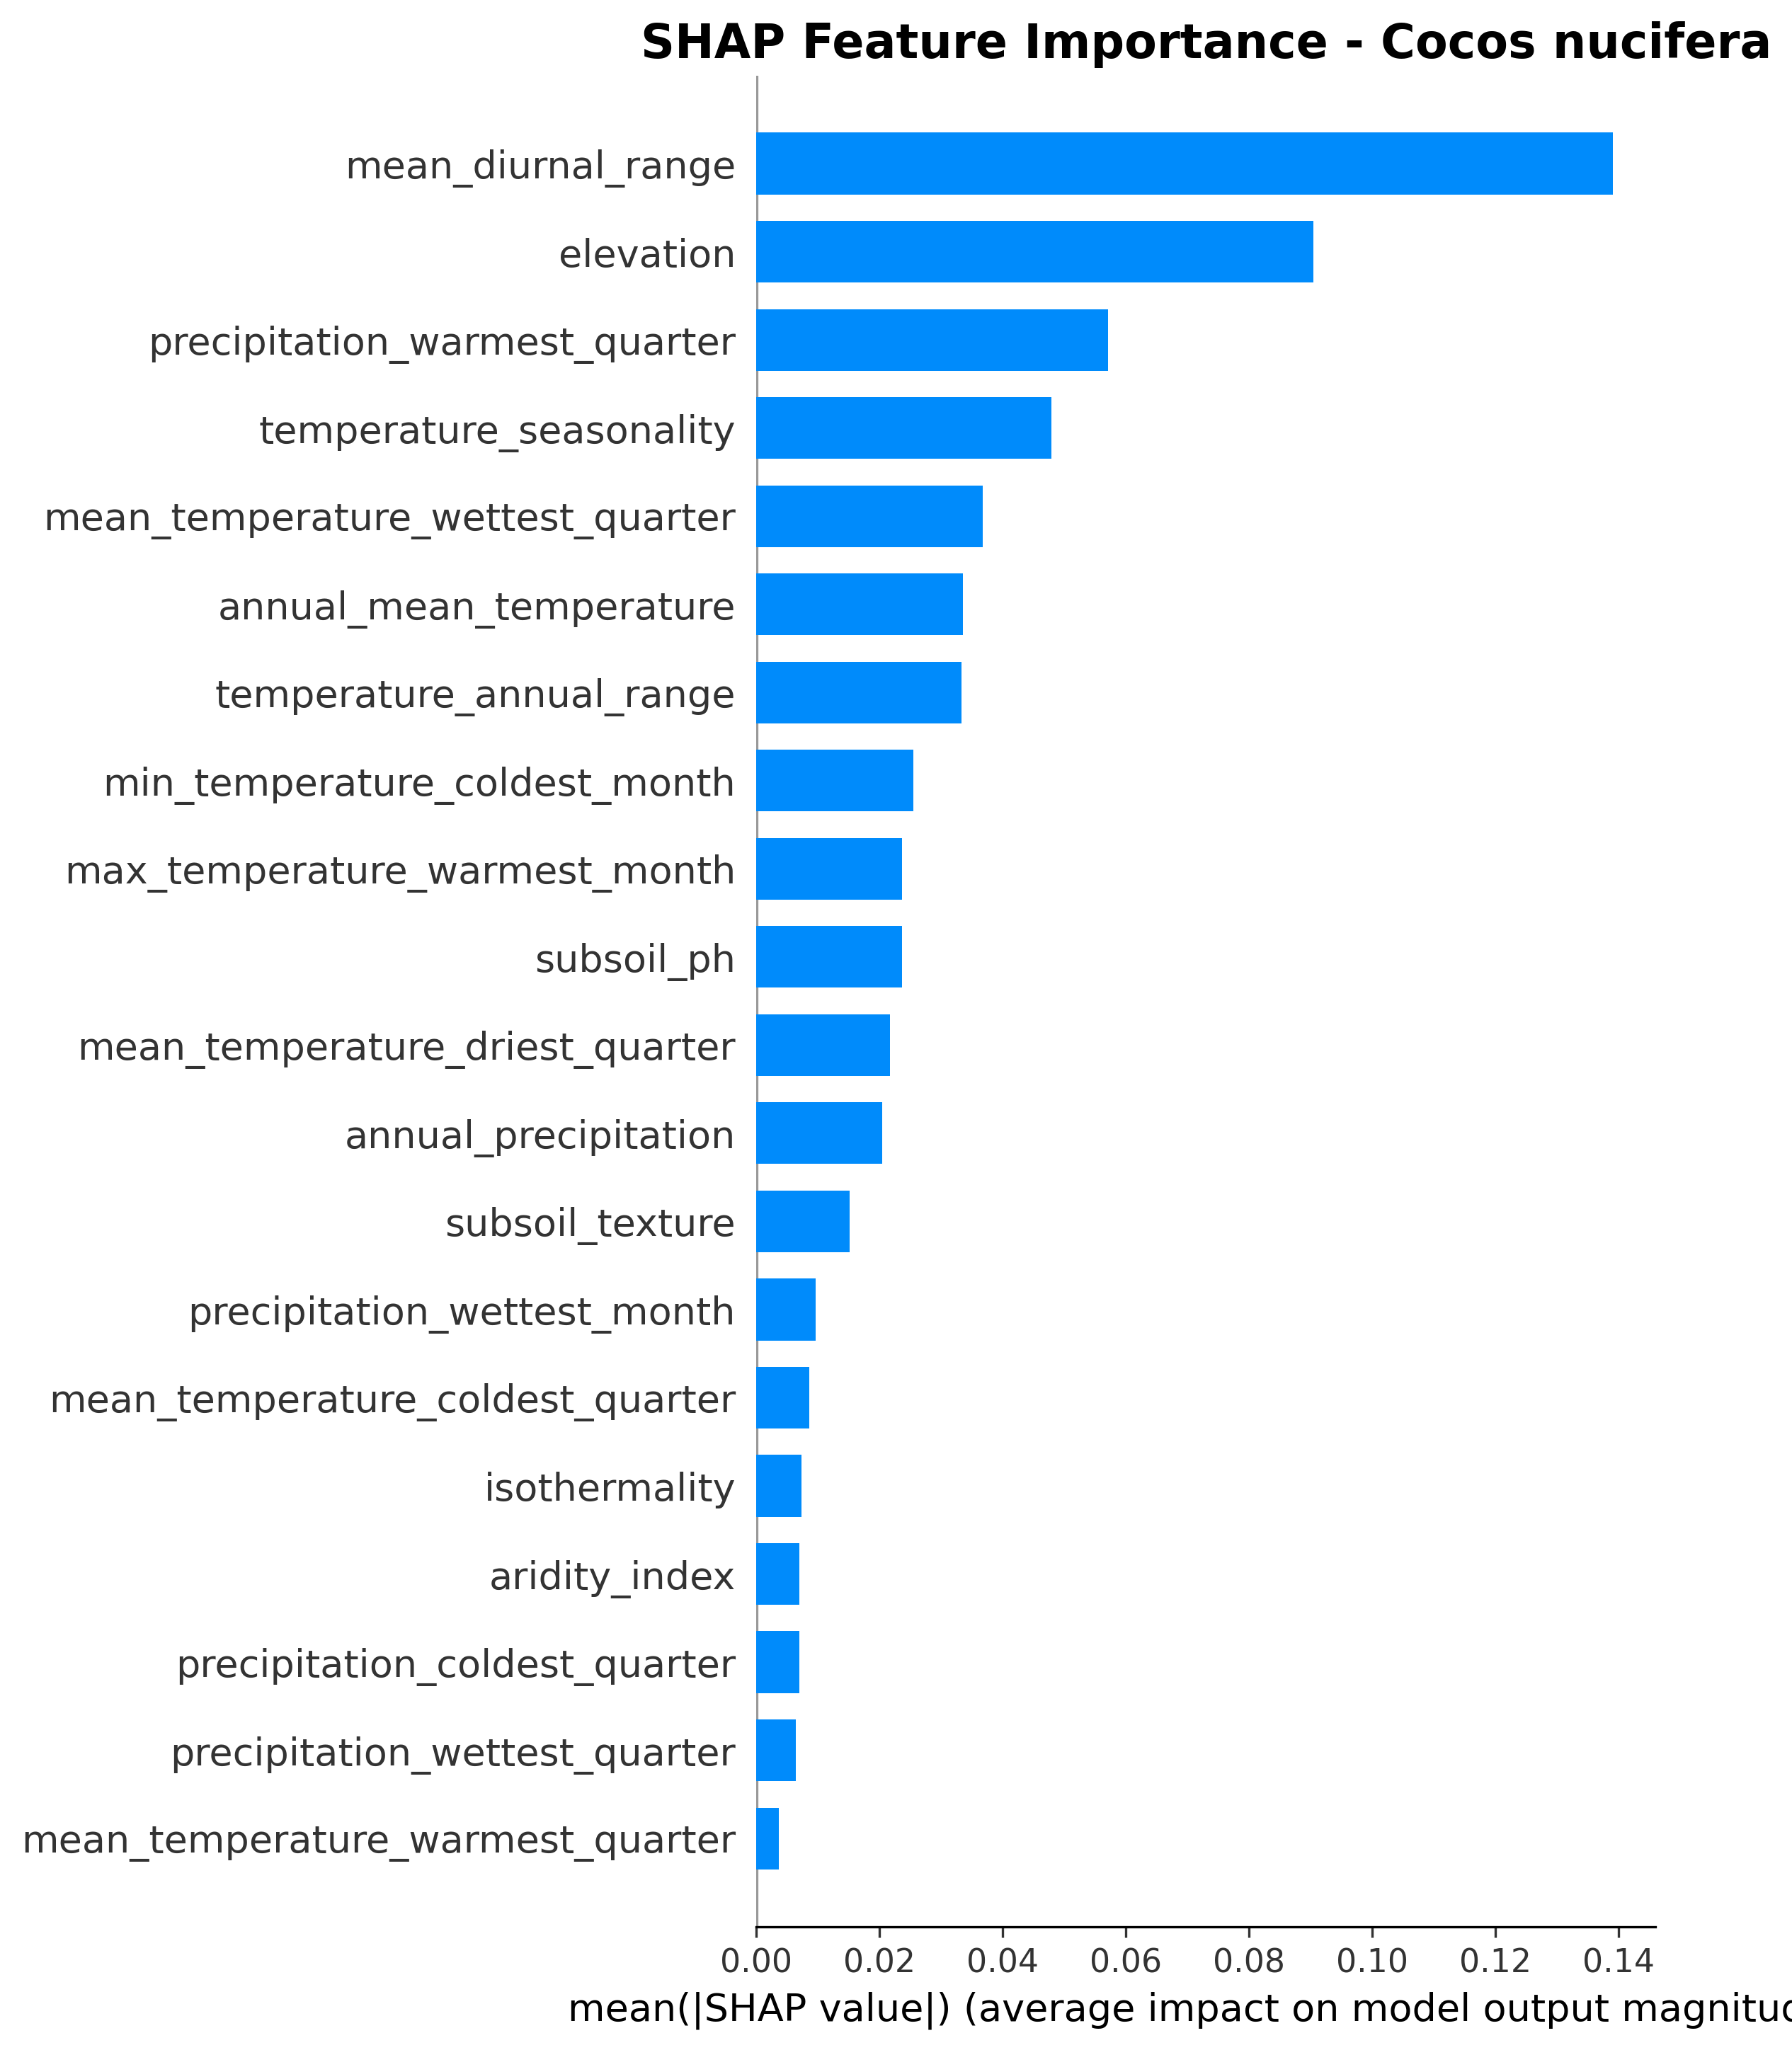 SHAP Feature Importance - Cocos nucifera
mean_diurnal_range
elevation
precipitation_warmest_quarter
temperature_seasonality
mean_temperature_wettest_quarter
annual_mean_temperature
temperature_annual_range
min_temperature_coldest_month
max_temperature_warmest_month
subsoil_ph
mean_temperature_driest_quarter
annual_precipitation
subsoil_texture
precipitation_wettest_month
mean_temperature_coldest_quarter
isothermality
aridity_index
precipitation_coldest_quarter
precipitation_wettest_quarter
mean_temperature_warmest_quarter
0.00 0.02 0.04 0.06 0.08 0.10 0.12 0.14
mean(|SHAP value|) (average impact on model output magnitud